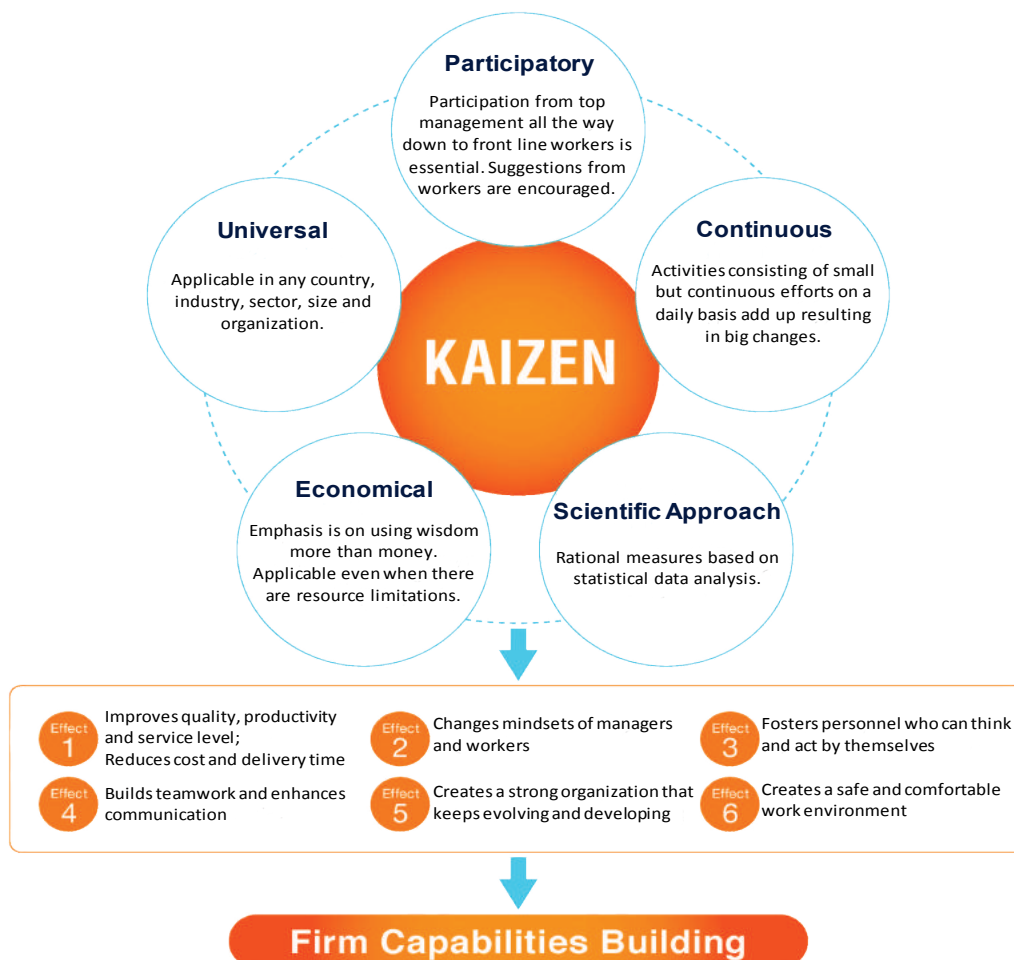 Participatory
Participation from top
management all the way
down to front line workers is
essential. Suggestions from
workers are encouraged.
Universal
Applicable in any country,
industry, sector, size and
organization.
Continuous
Activities consisting of small
but continuous efforts on a
daily basis add up resulting
in big changes.
KAIZEN
Economical
Emphasis is on using wisdom
more than money.
Applicable even when there
are resource limitations.
Scientific Approach
Rational measures based on
statistical data analysis.
Effect
1
Improves quality, productivity
and service level;
Reduces cost and delivery time
Effect
2
Changes mindsets of managers
and workers
Effect
3
Fosters personnel who can think
and act by themselves
Effect
4
Builds teamwork and enhances
communication
Effect
5
Creates a strong organization that
keeps evolving and developing
Effect
6
Creates a safe and comfortable
work environment
Firm Capabilities Building